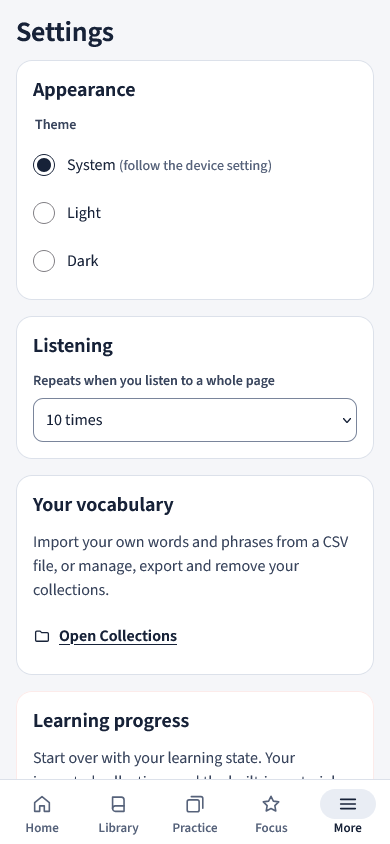 Settings
Appearance
Theme
System (follow the device setting)
Light
Dark
Listening
Repeats when you listen to a whole page
10 times
Your vocabulary
Import your own words and phrases from a CSV
file, or manage, export and remove your
collections.
Open Collections
Learning progress
Start over with your learning state. Your
Home
Library
Practice
Focus
More